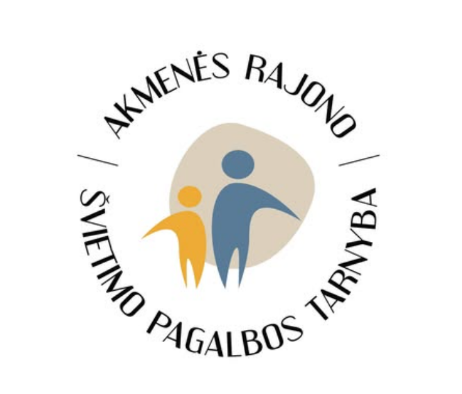 AKMENĖS RAJONO
ŠVIETIMO PAGALBOS TARNYBA